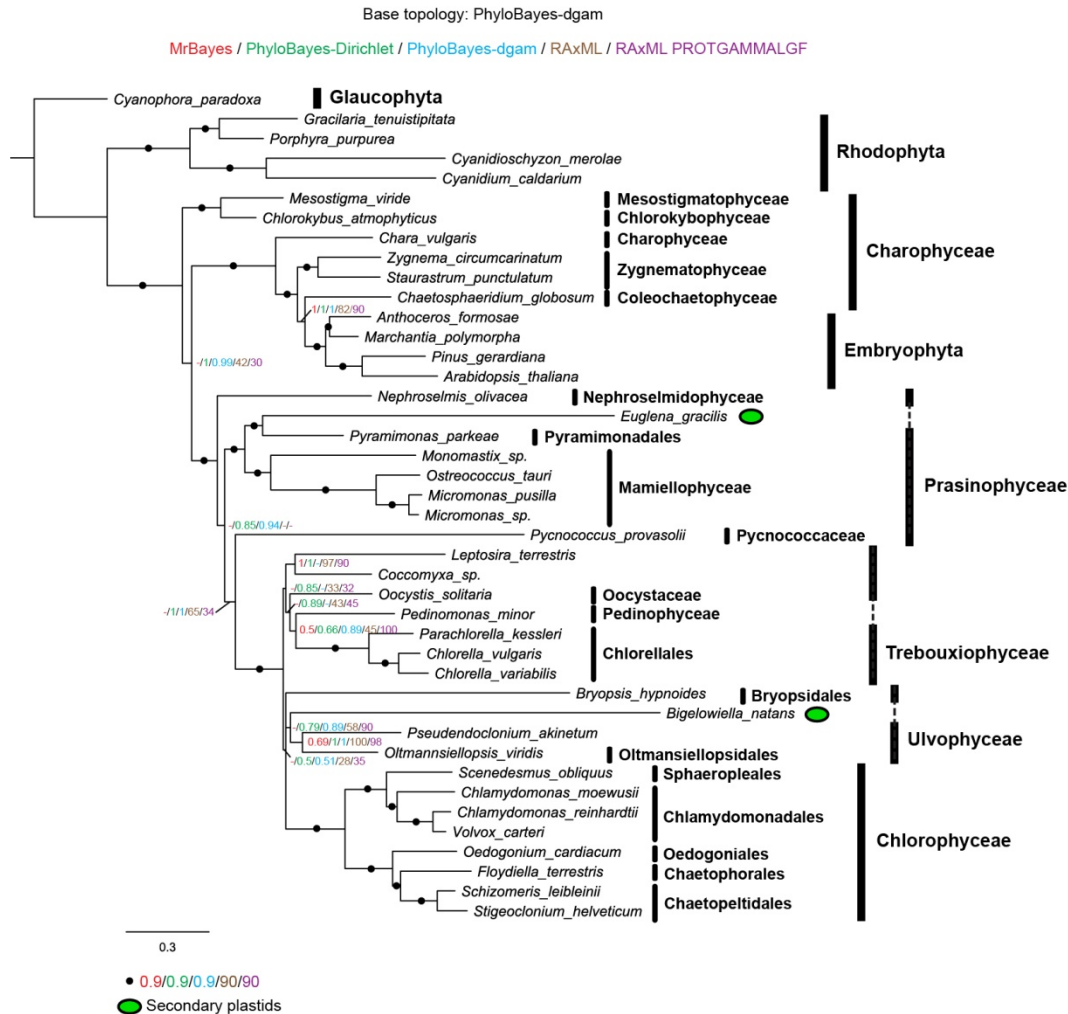 Base topology: PhyloBayes-dgam
MrBayes / PhyloBayes-Dirichlet / PhyloBayes-dgam / RAxML / RAxML PROTGAMMALGF
Cyanophora_paradoxa Glaucophyta
Gracilaria_tenuistipitata
Porphyra_purpurea
Rhodophyta
Cyanidioschyzon_merolae
Cyanidium_caldarium
Mesostigma_viride Mesostigmatophyceae
Chlorokybus_atmophyticus Chlorokybophyceae
Chara_vulgaris Charophyceae
Charophyceae
Zygnema_circumcarinatum
Zygnematophyceae
Staurastrum_punctulatum
Chaetosphaeridium_globosum Coleochaetophyceae
1/1/1/82/90
Anthoceros_formosae
Marchantia_polymorpha
Embryophyta
Pinus_gerardiana
-/1/0.99/42/30
Arabidopsis_thaliana
Nephroselmis_olivacea Nephroselmidophyceae
Euglena_gracilis
Pyramimonas_parkeae Pyramimonadales
Monomastix_sp.
Ostreococcus_tauri
Mamiellophyceae
Prasinophyceae
Micromonas_pusilla
Micromonas_sp.
-/0.85/0.94/-/-
Pycnococcus_provasolii Pycnococcaceae
Leptosira_terrestris
1/1/-/97/90
Coccomyxa_sp.
-/0.85/-/33/32
Oocystis_solitaria Oocystaceae
-/0.89/-/43/45
-/1/1/65/34
Pedinomonas_minor Pedinophyceae
0.5/0.66/0.89/45/100
Parachlorella_kessleri
Chlorella_vulgaris Chlorellales
Trebouxiophyceae
Chlorella_variabilis
Bryopsis_hypnoides Bryopsidales
Bigelowiella_natans
-/0.79/0.89/58/90
Pseudendoclonium_akinetum
Ulvophyceae
0.69/1/1/100/98
Oltmannsiellopsis_viridis Oltmansiellopsidales
-/0.5/0.51/28/35
Scenedesmus_obliquus Sphaeropleales
Chlamydomonas_moewusii
Chlamydomonas_reinhardtii
Chlamydomonadales
Volvox_carteri
Chlorophyceae
Oedogonium_cardiacum Oedogoniales
Floydiella_terrestris Chaetophorales
Schizomeris_leibleinii
Chaetopeltidales
Stigeoclonium_helveticum
0.3
0.9/0.9/0.9/90/90
Secondary plastids